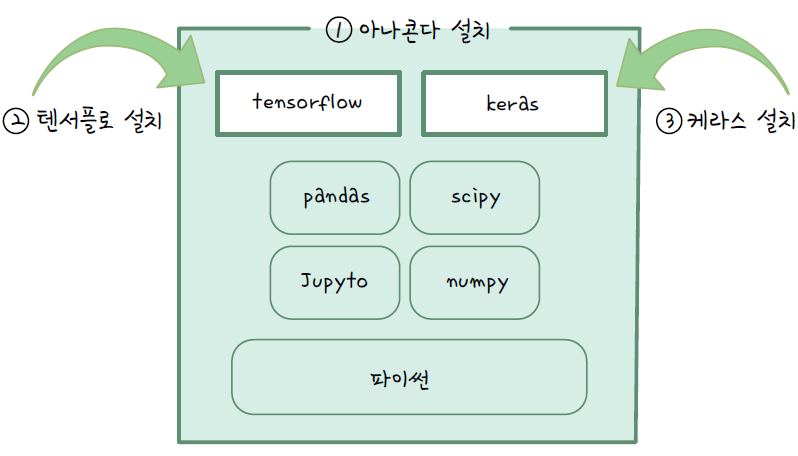 ① 아나콘다 설치
tensorflow
keras
② 텐서플로 설치
③ 케라스 설치
pandas
scipy
Jupyto
numpy
파이썬